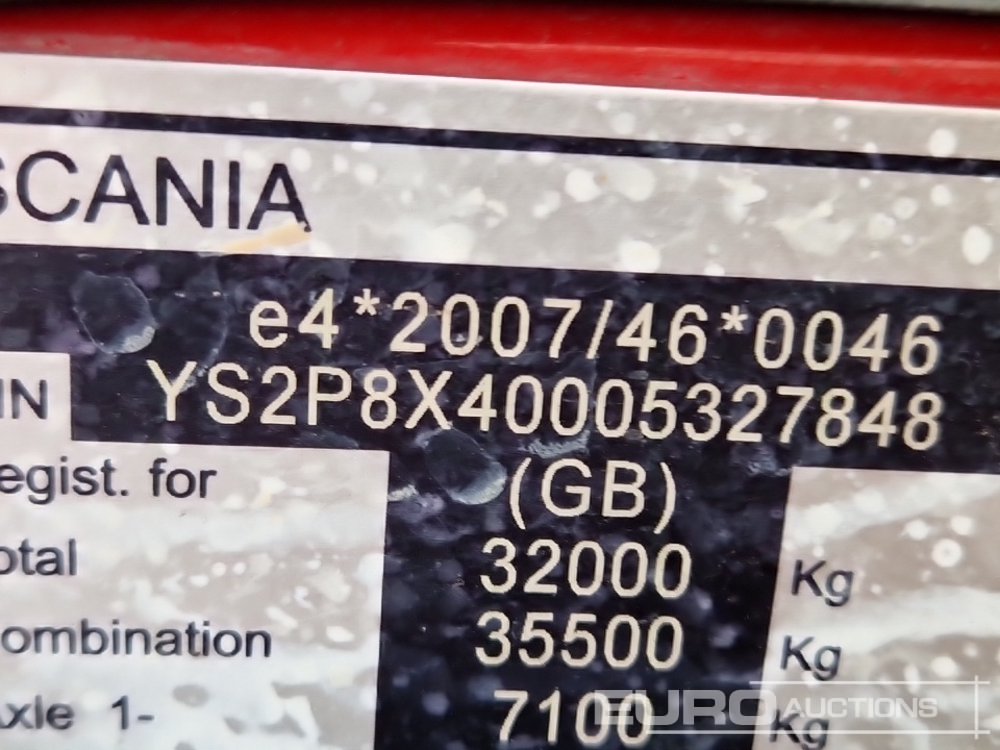 SCANIA
e4*2007/46*0046
IN YS2P8X40005327848
egist. for (GB)
otal 32000 Kg
ombination 35500 Kg
xle 1- 7100 Kg
EURO AUCTIONS